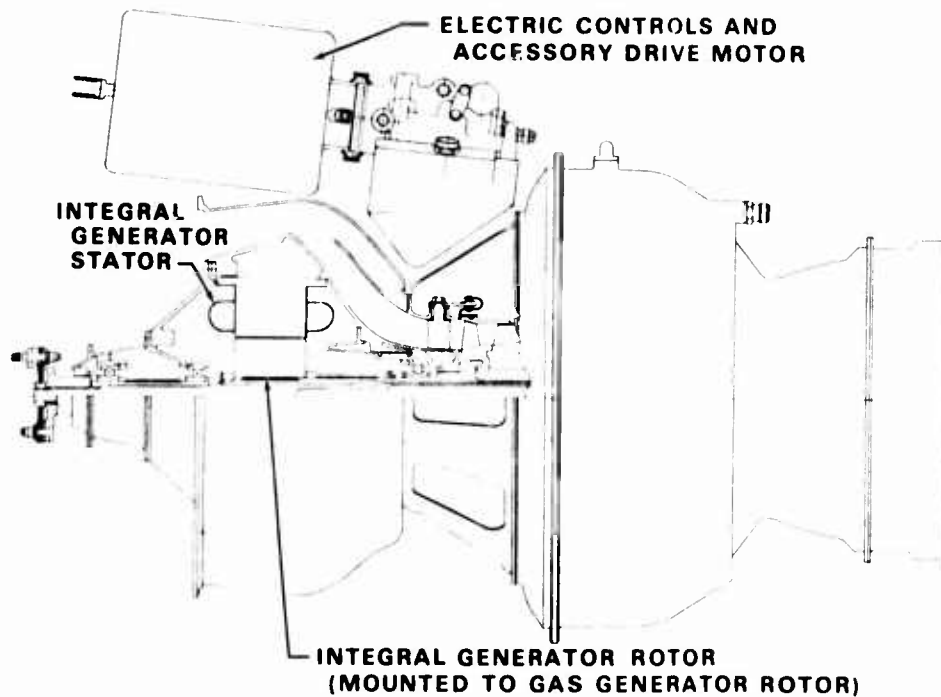 ELECTRIC CONTROLS AND
ACCESSORY DRIVE MOTOR
INTEGRAL
GENERATOR
STATOR
INTEGRAL GENERATOR ROTOR
(MOUNTED TO GAS GENERATOR ROTOR)